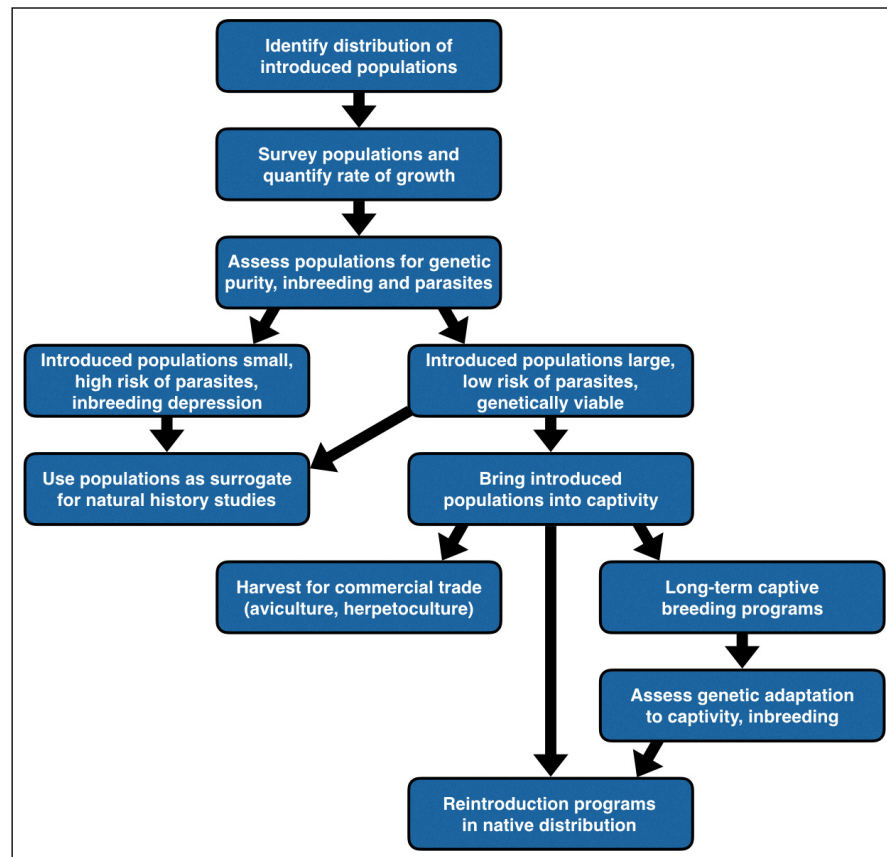 Identify distribution of
introduced populations
Survey populations and
quantify rate of growth
Assess populations for genetic
purity, inbreeding and parasites
Introduced populations small,
high risk of parasites,
inbreeding depression
Introduced populations large,
low risk of parasites,
genetically viable
Use populations as surrogate
for natural history studies
Bring introduced
populations into captivity
Harvest for commercial trade
(aviculture, herpetoculture)
Long-term captive
breeding programs
Assess genetic adaptation
to captivity, inbreeding
Reintroduction programs
in native distribution